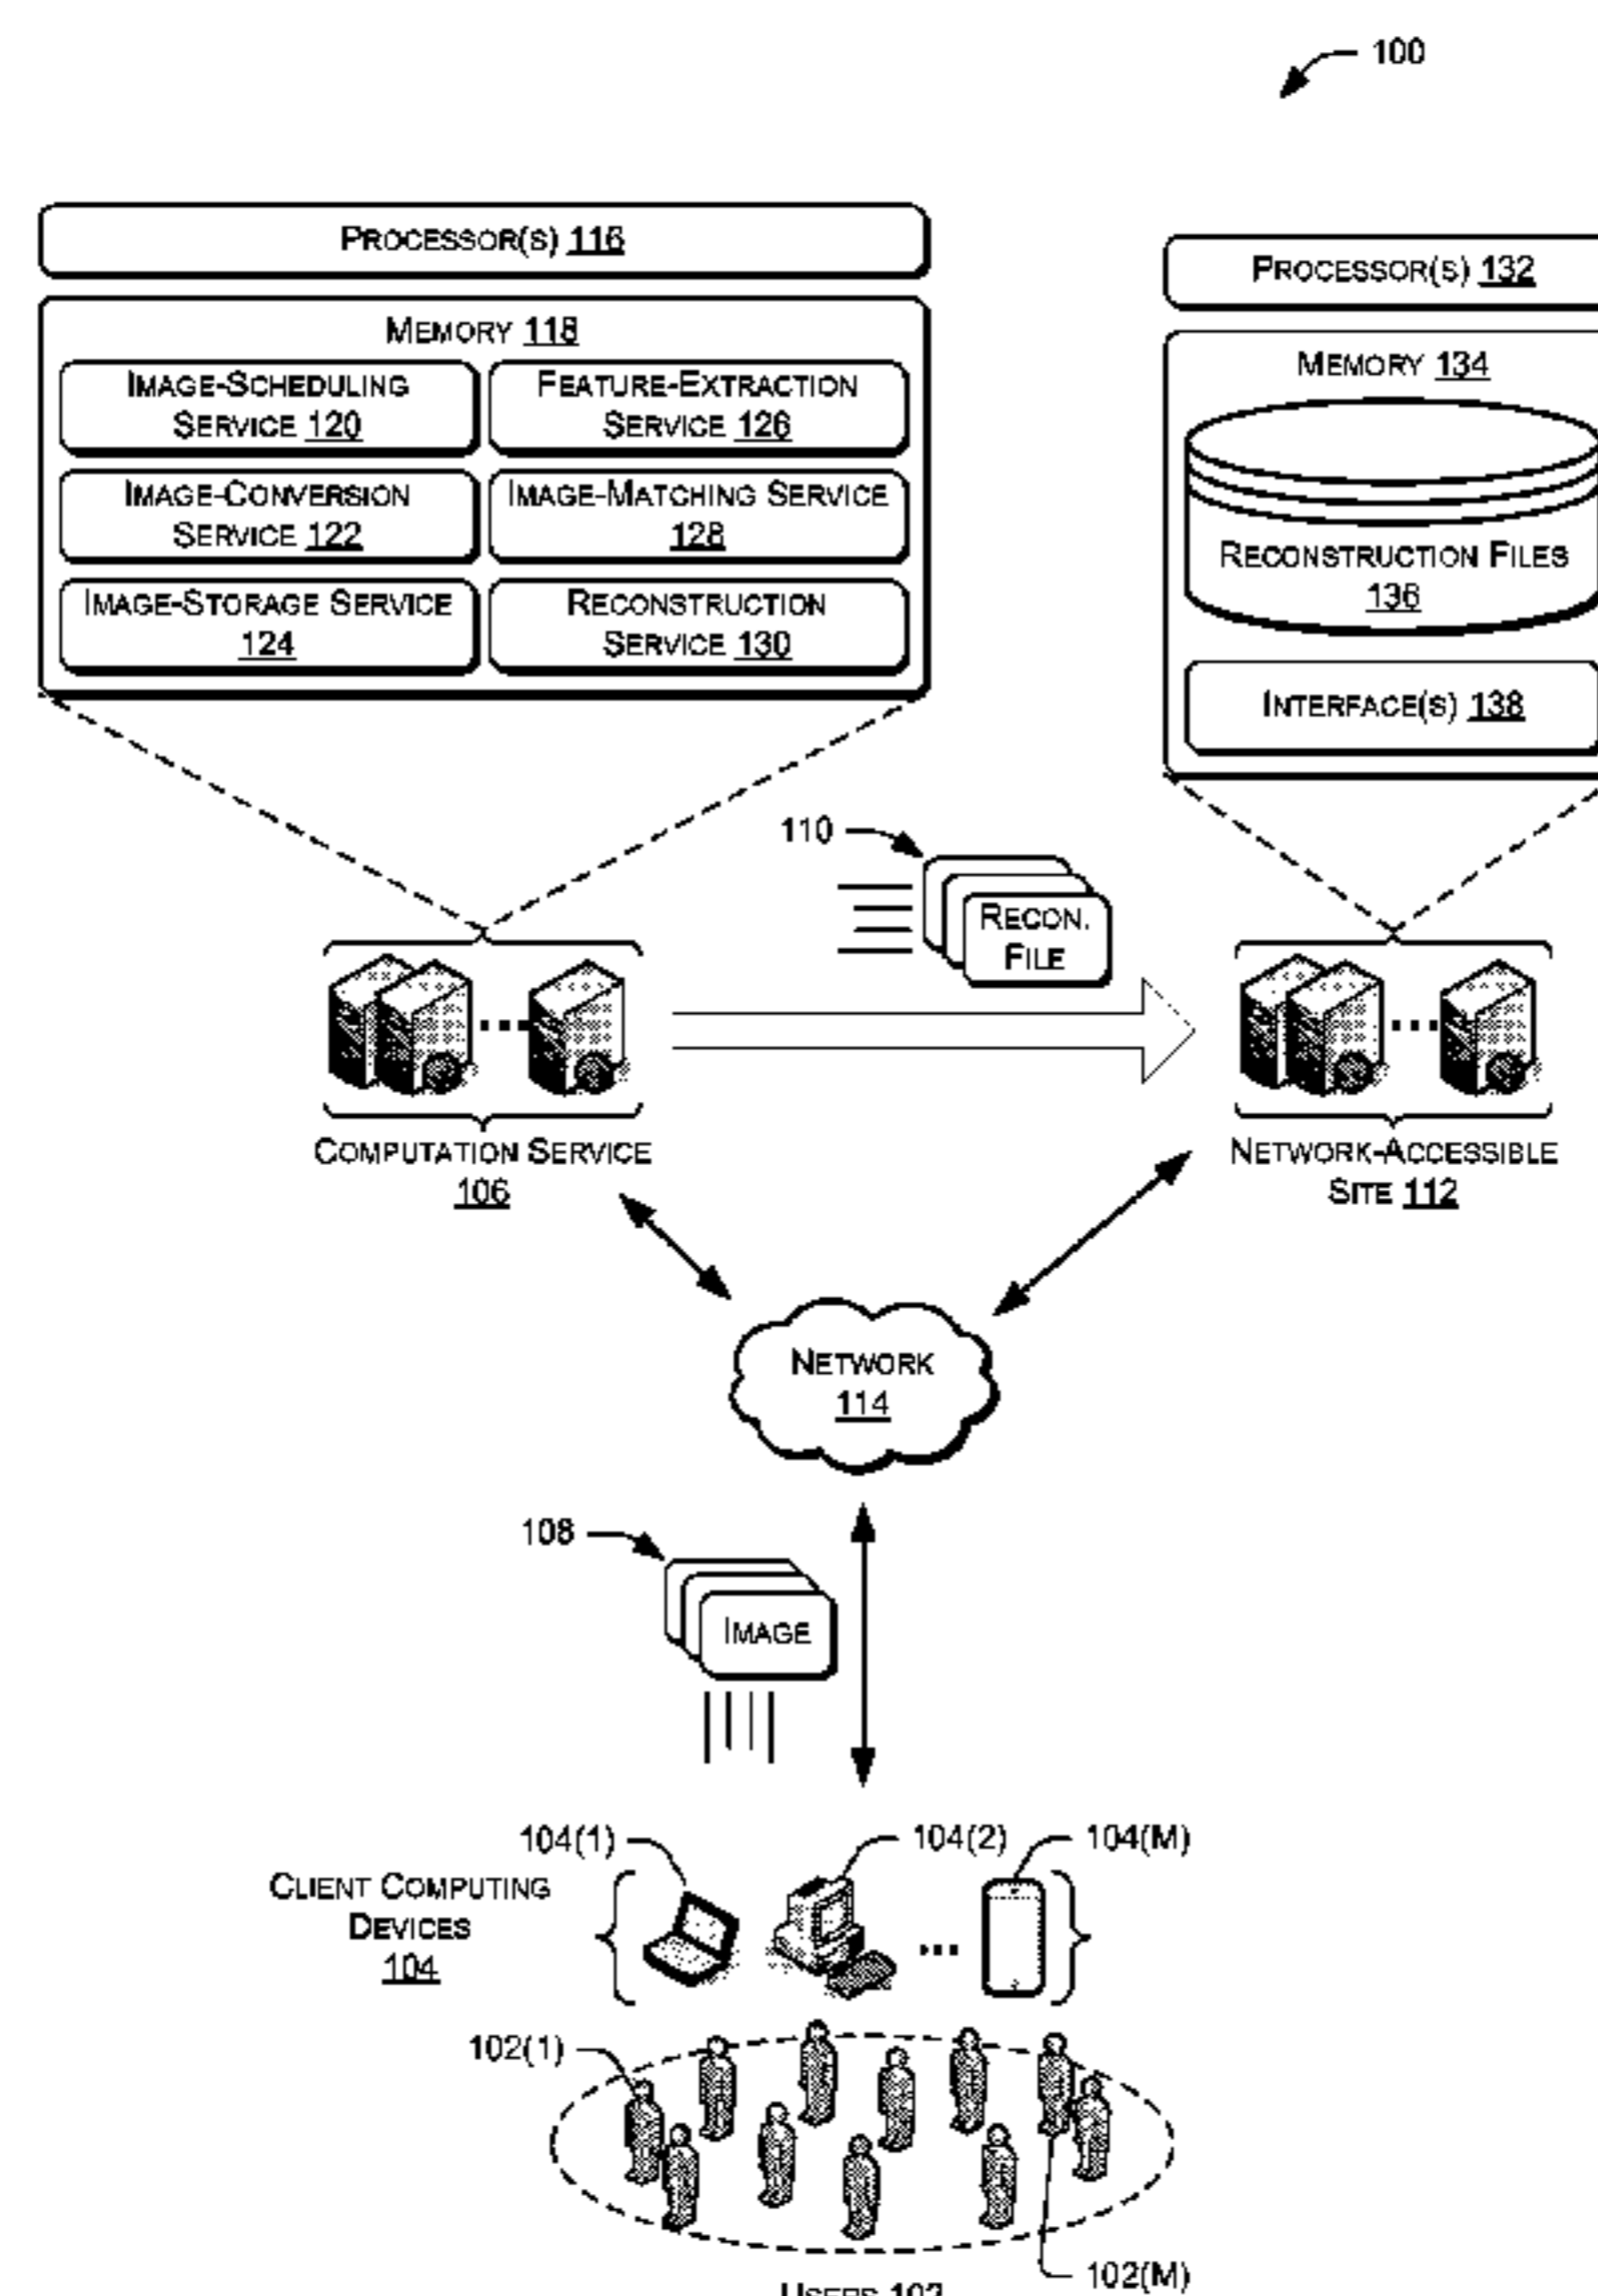 100
PROCESSOR(S) 116
MEMORY 118
IMAGE-SCHEDULING
SERVICE 120
FEATURE-EXTRACTION
SERVICE 126
IMAGE-CONVERSION
SERVICE 122
IMAGE-MATCHING SERVICE
128
IMAGE-STORAGE SERVICE
124
RECONSTRUCTION
SERVICE 130
PROCESSOR(S) 132
MEMORY 134
RECONSTRUCTION FILES
136
INTERFACE(S) 138
110
RECON.
FILE
COMPUTATION SERVICE
106
NETWORK-ACCESSIBLE
SITE 112
NETWORK
114
108
IMAGE
104(1)
104(2)
104(M)
CLIENT COMPUTING
DEVICES
104
102(1)
102(M)
USERS 102